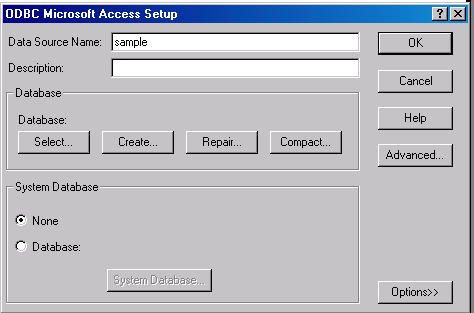 ODBC Microsoft Access Setup
Data Source Name: sample
OK
Description:
Cancel
Database
Database:
Help
Select... Create... Repair... Compact...
Advanced...
System Database
None
Database:
System Database...
Options>>